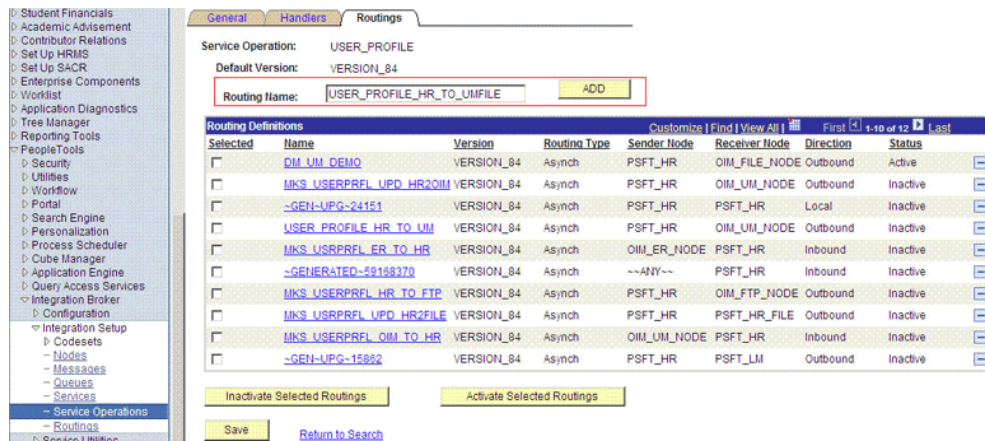 Student Financials
Academic Advisement
Contributor Relations
Set Up HRMS
Set Up SACR
Enterprise Components
Worklist
Application Diagnostics
Tree Manager
Reporting Tools
PeopleTools
Security
Utilities
Workflow
Portal
Search Engine
Personalization
Process Scheduler
Cube Manager
Application Engine
Query Access Services
Integration Broker
Configuration
Integration Setup
Codesets
– Nodes
– Messages
– Queues
– Services
– Service Operations
– Routings
Service Utilities
General Handlers Routings
Service Operation: USER_PROFILE
Default Version: VERSION_84
Routing Name: USER_PROFILE_HR_TO_UMFILE ADD
Routing Definitions Customize | Find | View All | First 1-10 of 12 Last
Selected Name Version Routing Type Sender Node Receiver Node Direction Status
DM_UM_DEMO VERSION_84 Asynch PSFT_HR OIM_FILE_NODE Outbound Active
MKS_USERPRFL_UPD_HR2OIM VERSION_84 Asynch PSFT_HR OIM_UM_NODE Outbound Inactive
~GEN~UPG~24151 VERSION_84 Asynch PSFT_HR PSFT_HR Local Inactive
USER_PROFILE_HR_TO_UM VERSION_84 Asynch PSFT_HR OIM_UM_NODE Outbound Inactive
MKS_USRPRFL_ER_TO_HR VERSION_84 Asynch OIM_ER_NODE PSFT_HR Inbound Inactive
~GENERATED~59168370 VERSION_84 Asynch ~~ANY~~ PSFT_HR Inbound Inactive
MKS_USERPRFL_HR_TO_FTP VERSION_84 Asynch PSFT_HR OIM_FTP_NODE Outbound Inactive
MKS_USRPRFL_UPD_HR2FILE VERSION_84 Asynch PSFT_HR PSFT_HR_FILE Outbound Inactive
MKS_USERPRFL_OIM_TO_HR VERSION_84 Asynch OIM_UM_NODE PSFT_HR Inbound Inactive
~GEN~UPG~15862 VERSION_84 Asynch PSFT_HR PSFT_LM Outbound Inactive
Inactivate Selected Routings Activate Selected Routings
Save Return to Search